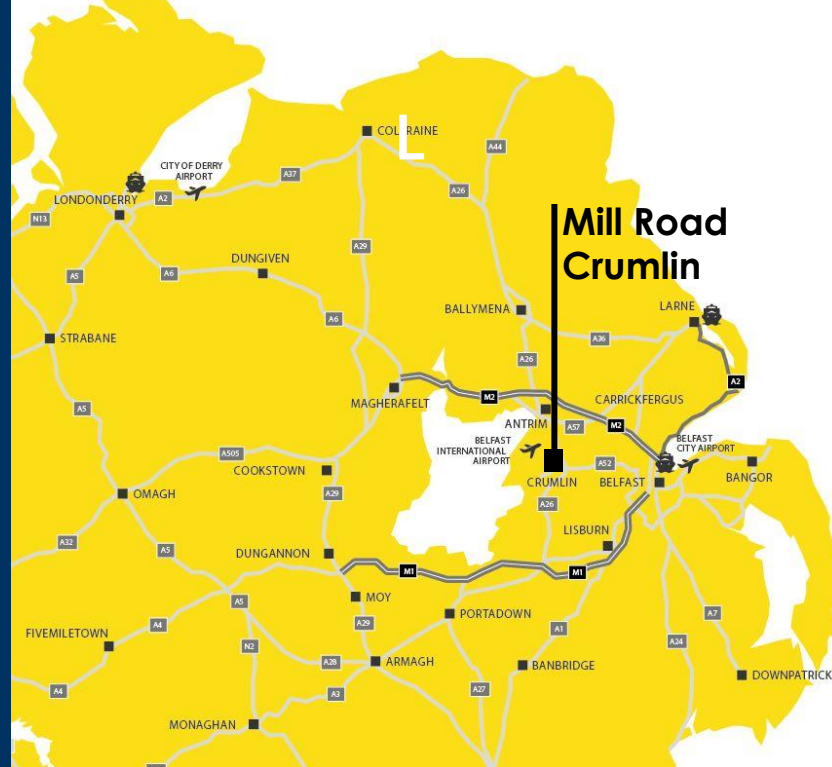 L
COL RAINE
A44
CITY OF DERRY
AIRPORT
A37
A26
LONDONDERRY
A2
N13
Mill Road
Crumlin
A29
DUNGIVEN
A5
A6
BALLYMENA
LARNE
A6
STRABANE
A36
A26
A2
MAGHERAFELT
M2
CARRICKFERGUS
A5
ANTRIM
A57
M2
BELFAST
INTERNATIONAL
AIRPORT
BELFAST
CITY AIRPORT
A505
COOKSTOWN
A52
CRUMLIN
BELFAST
BANGOR
OMAGH
A29
A26
A32
LISBURN
A5
DUNGANNON
M1
M1
MOY
A5
PORTADOWN
A7
A4
A29
A1
FIVEMILETOWN
N2
A24
A28
ARMAGH
BANBRIDGE
DOWNPATRICK
A4
A3
A27
MONAGHAN